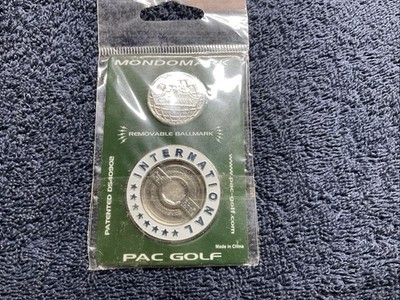 MONDOMARK
REMOVABLE BALLMARK
PATENTED D540902
www.pac-golf.com
INTERNATIONAL
Made in China
PAC GOLF